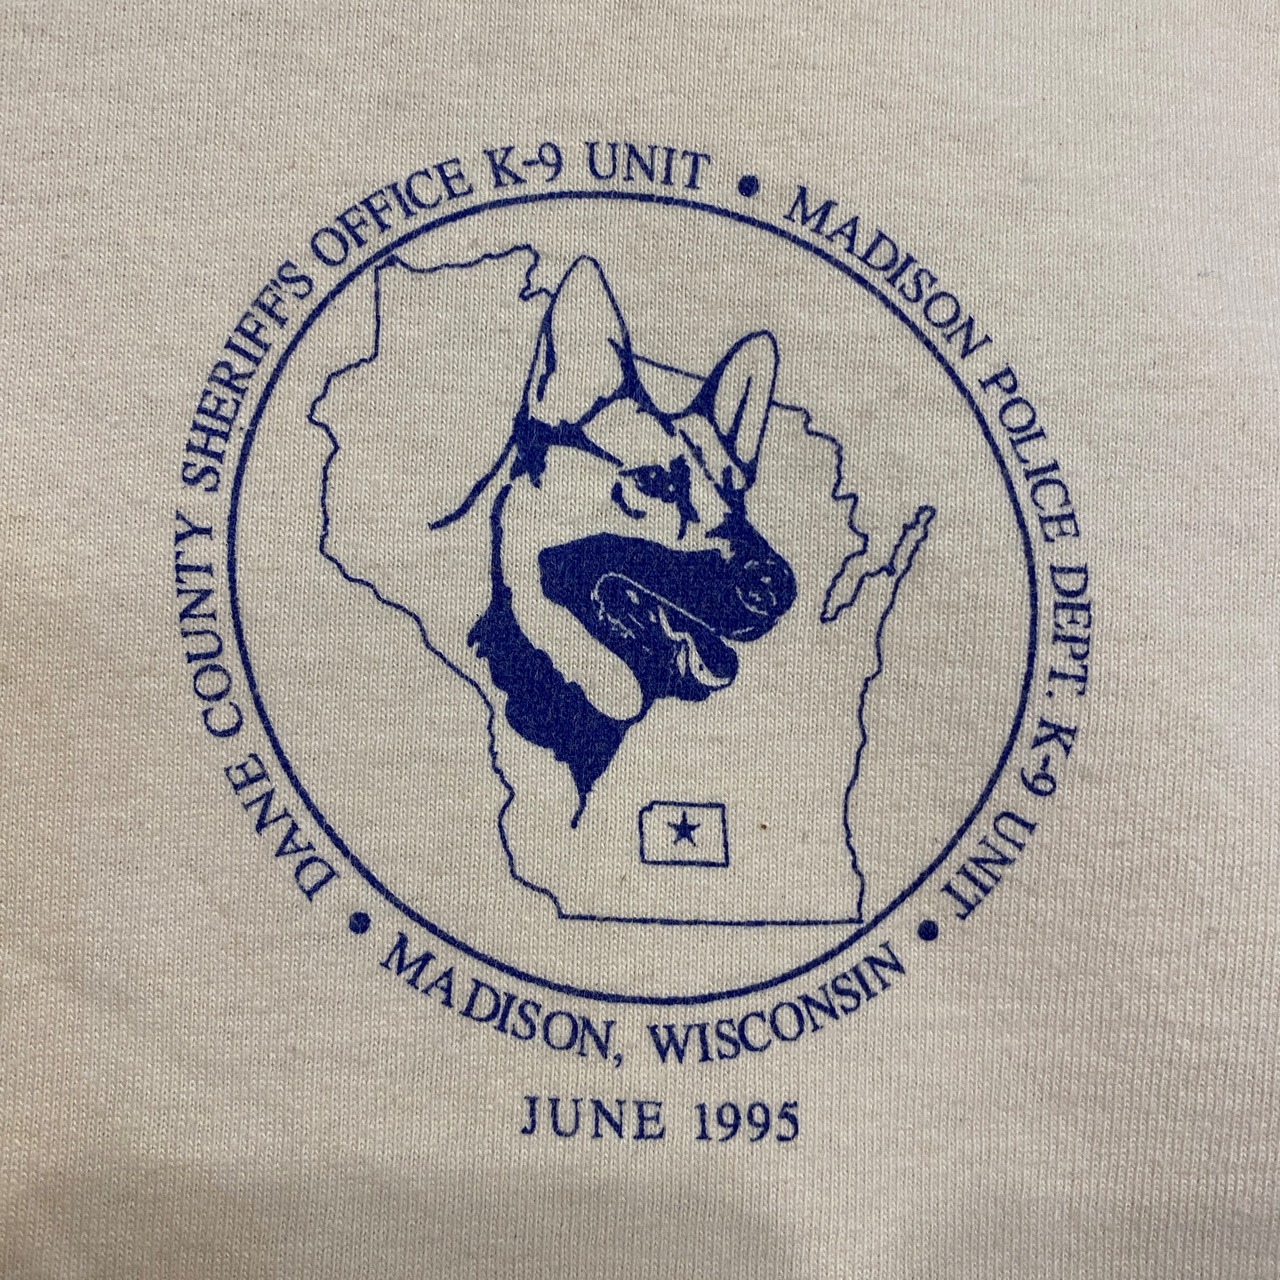 DANE COUNTY SHERIFF'S OFFICE K-9 UNIT • MADISON POLICE DEPT. K-9 UNIT •
MADISON, WISCONSIN •
JUNE 1995